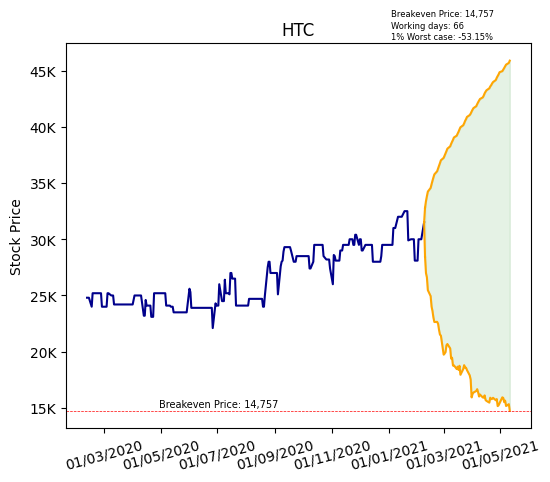 Breakeven Price: 14,757
Working days: 66
1% Worst case: -53.15%
HTC
Stock Price
45K
40K
35K
30K
25K
20K
15K
Breakeven Price: 14,757
01/03/2020 01/05/2020 01/07/2020 01/09/2020 01/11/2020 01/01/2021 01/03/2021 01/05/2021